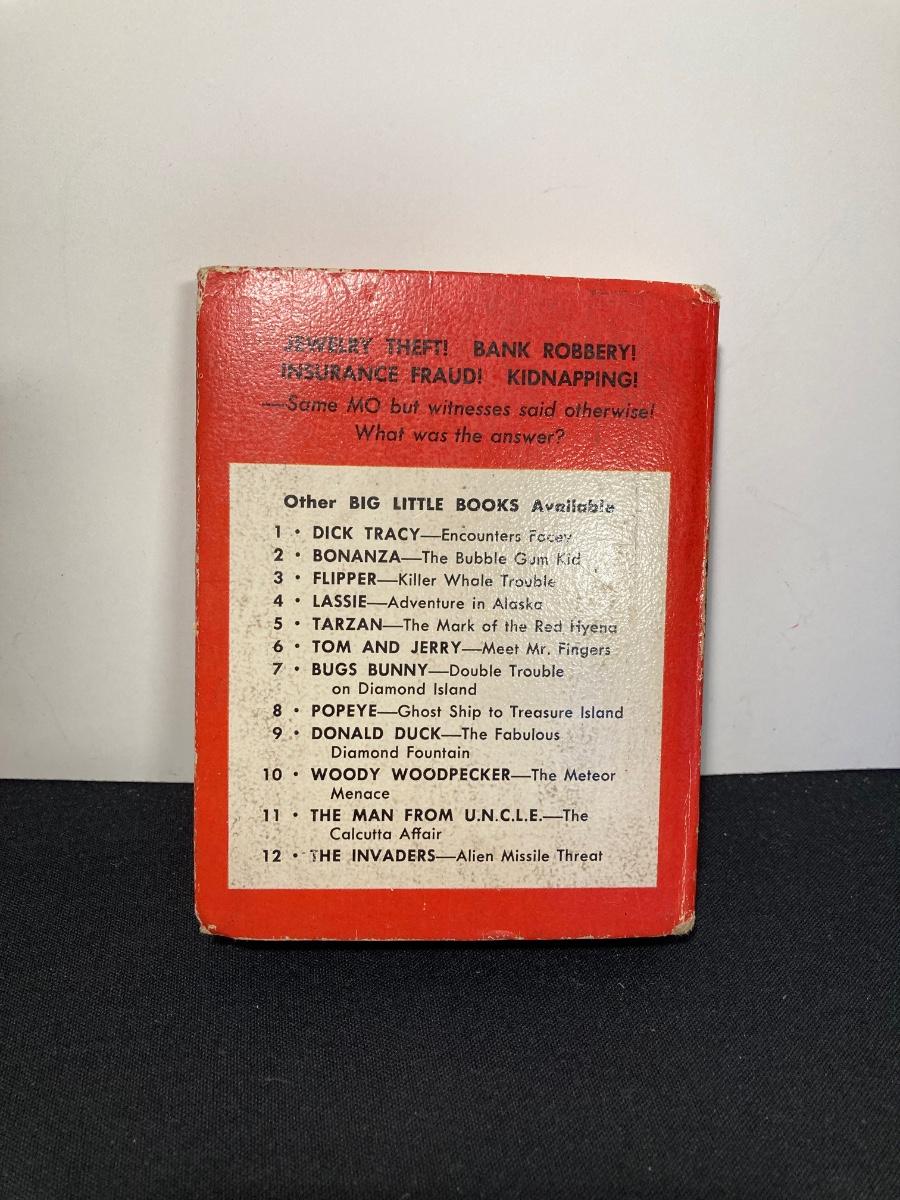 JEWELRY THEFT! BANK ROBBERY!
INSURANCE FRAUD! KIDNAPPING!
—Same MO but witnesses said otherwise!
What was the answer?
Other BIG LITTLE BOOKS Available
1 • DICK TRACY—Encounters Facey
2 • BONANZA—The Bubble Gum Kid
3 • FLIPPER—Killer Whale Trouble
4 • LASSIE—Adventure in Alaska
5 • TARZAN—The Mark of the Red Hyena
6 • TOM AND JERRY—Meet Mr. Fingers
7 • BUGS BUNNY—Double Trouble
on Diamond Island
8 • POPEYE—Ghost Ship to Treasure Island
9 • DONALD DUCK—The Fabulous
Diamond Fountain
10 • WOODY WOODPECKER—The Meteor
Menace
11 • THE MAN FROM U.N.C.L.E.—The
Calcutta Affair
12 • THE INVADERS—Alien Missile Threat